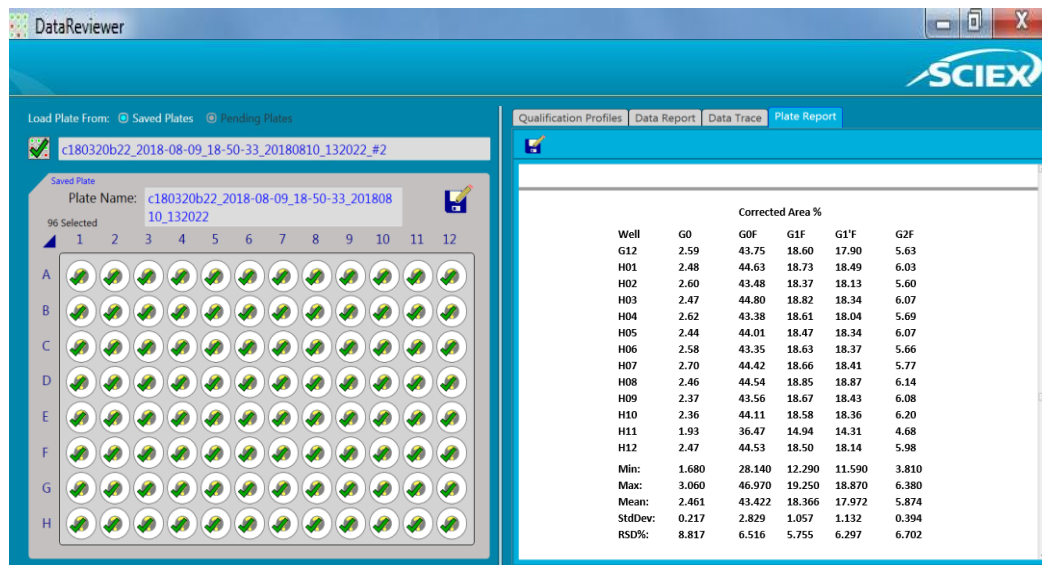 DataReviewer
SCIEX
Load Plate From: Saved Plates Pending Plates
c180320b22_2018-08-09_18-50-33_20180810_132022_#2
Saved Plate
Plate Name: c180320b22_2018-08-09_18-50-33_201808
10_132022
96 Selected
1 2 3 4 5 6 7 8 9 10 11 12
A
B
C
D
E
F
G
H
Qualification Profiles Data Report Data Trace Plate Report
Corrected Area %
Well G0 G0F G1F G1'F G2F
G12 2.59 43.75 18.60 17.90 5.63
H01 2.48 44.63 18.73 18.49 6.03
H02 2.60 43.48 18.37 18.13 5.60
H03 2.47 44.80 18.82 18.34 6.07
H04 2.62 43.38 18.61 18.04 5.69
H05 2.44 44.01 18.47 18.34 6.07
H06 2.58 43.35 18.63 18.37 5.66
H07 2.70 44.42 18.66 18.41 5.77
H08 2.46 44.54 18.85 18.87 6.14
H09 2.37 43.56 18.67 18.43 6.08
H10 2.36 44.11 18.58 18.36 6.20
H11 1.93 36.47 14.94 14.31 4.68
H12 2.47 44.53 18.50 18.14 5.98
Min: 1.680 28.140 12.290 11.590 3.810
Max: 3.060 46.970 19.250 18.870 6.380
Mean: 2.461 43.422 18.366 17.972 5.874
StdDev: 0.217 2.829 1.057 1.132 0.394
RSD%: 8.817 6.516 5.755 6.297 6.702